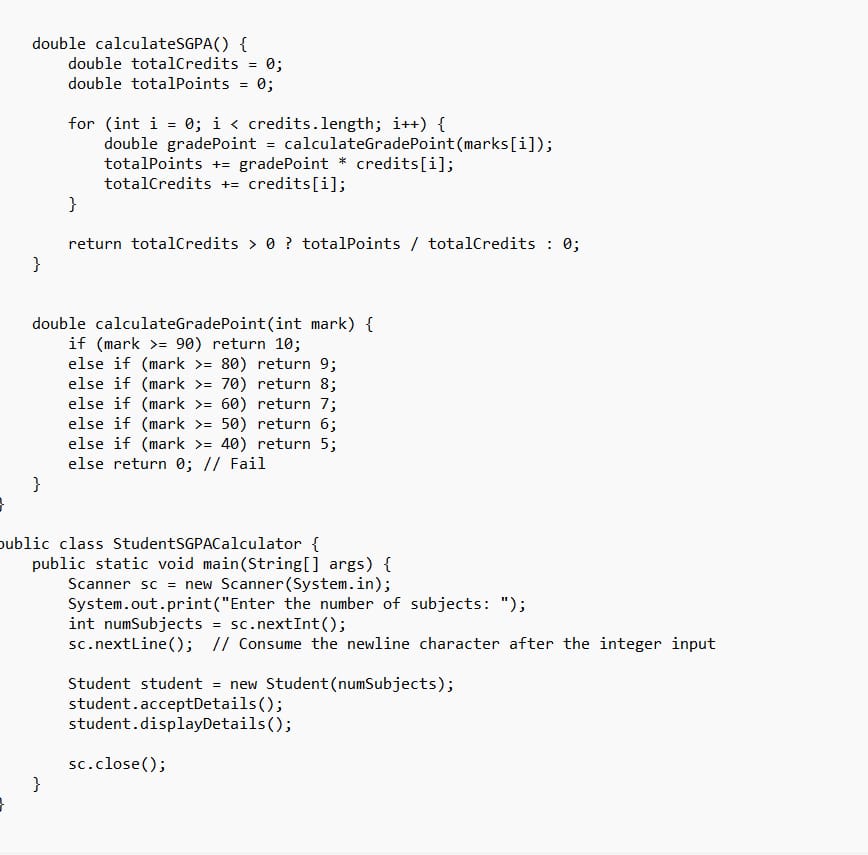 double calculateSGPA() {
double totalCredits = 0;
double totalPoints = 0;
for (int i = 0; i < credits.length; i++) {
double gradePoint = calculateGradePoint(marks[i]);
totalPoints += gradePoint * credits[i];
totalCredits += credits[i];
}
return totalCredits > 0 ? totalPoints / totalCredits : 0;
}
double calculateGradePoint(int mark) {
if (mark >= 90) return 10;
else if (mark >= 80) return 9;
else if (mark >= 70) return 8;
else if (mark >= 60) return 7;
else if (mark >= 50) return 6;
else if (mark >= 40) return 5;
else return 0; // Fail
}
}
public class StudentSGPACalculator {
public static void main(String[] args) {
Scanner sc = new Scanner(System.in);
System.out.print("Enter the number of subjects: ");
int numSubjects = sc.nextInt();
sc.nextLine();  // Consume the newline character after the integer input
Student student = new Student(numSubjects);
student.acceptDetails();
student.displayDetails();
sc.close();
}
}